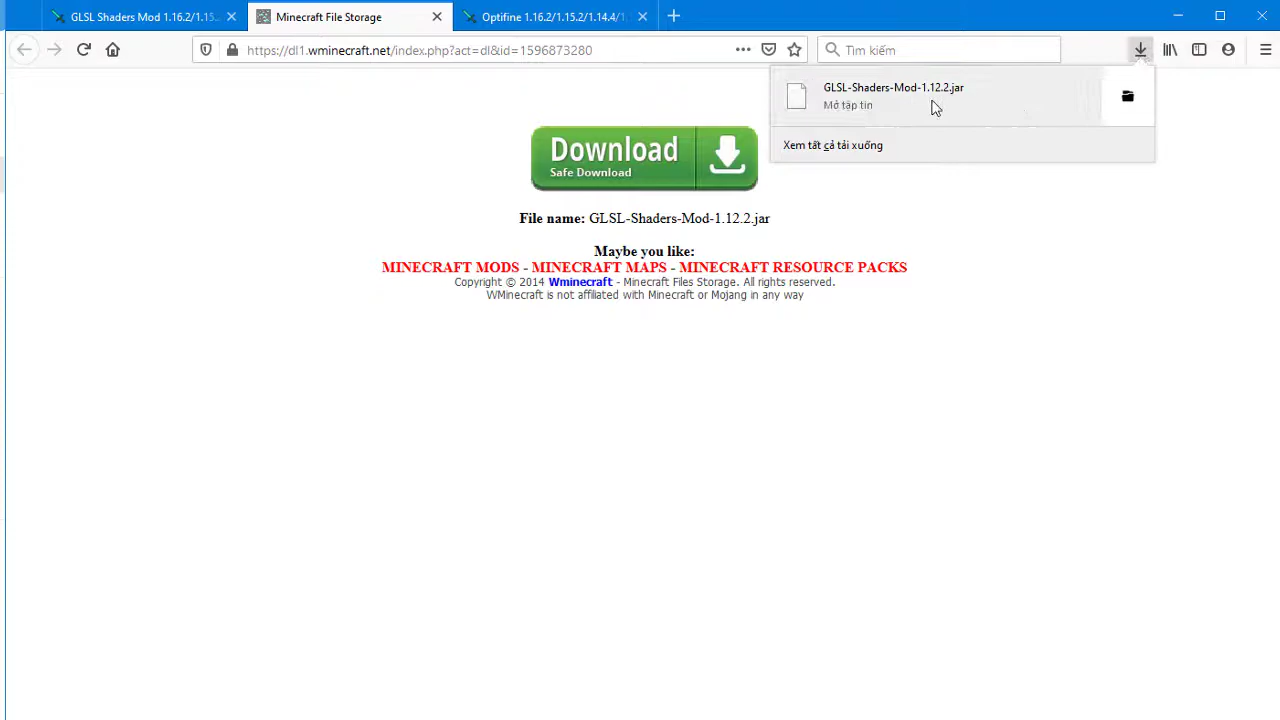 GLSL Shaders Mod 1.16.2/1.15.
Minecraft File Storage
Optifine 1.16.2/1.15.2/1.14.4/1.
https://dl1.wminecraft.net/index.php?act=dl&id=1596873280
Tìm kiếm
GLSL-Shaders-Mod-1.12.2.jar
Mở tập tin
Xem tất cả tải xuống
Download
Safe Download
File name: GLSL-Shaders-Mod-1.12.2.jar
Maybe you like:
MINECRAFT MODS - MINECRAFT MAPS - MINECRAFT RESOURCE PACKS
Copyright © 2014 Wminecraft - Minecraft Files Storage. All rights reserved.
WMinecraft is not affiliated with Minecraft or Mojang in any way